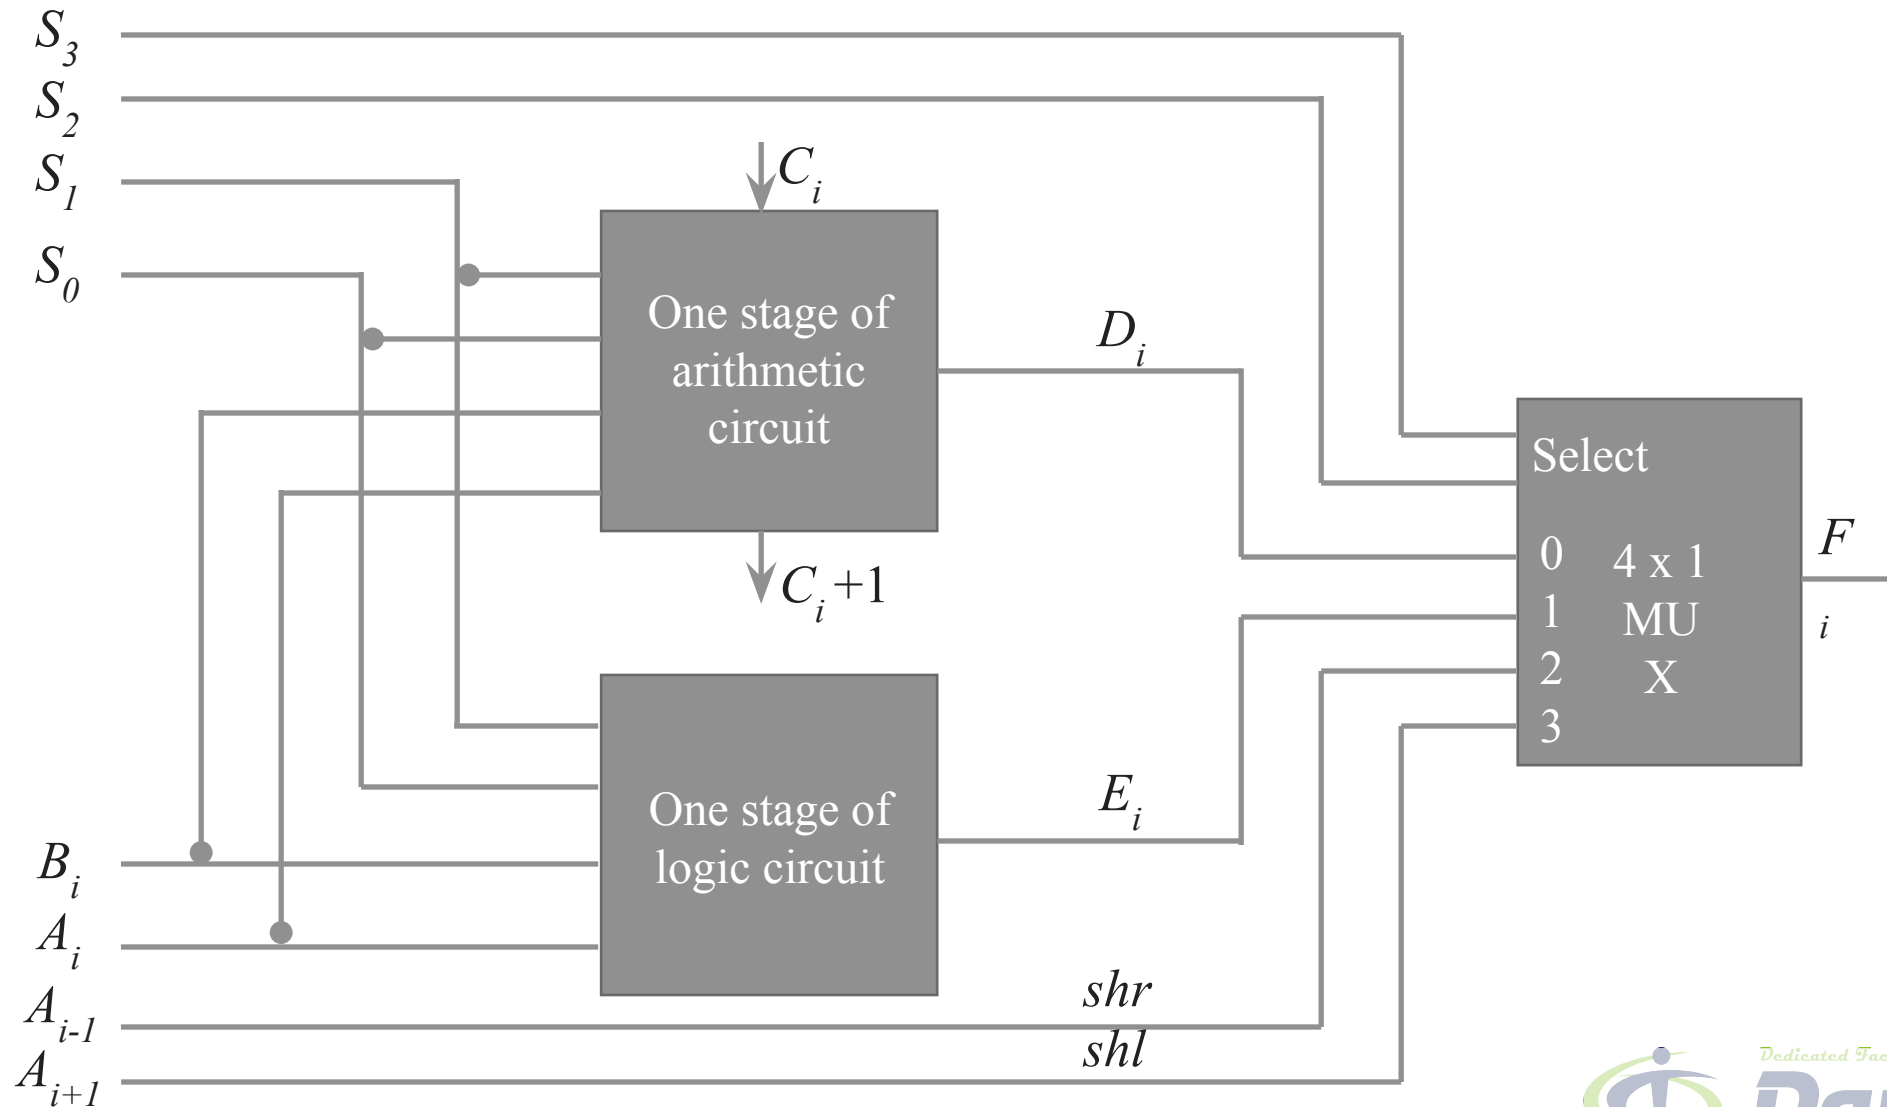 S3
S2
S1
S0
Ci
One stage of
arithmetic
circuit
Ci+1
Di
Select
0
1
2
3
4 x 1
MU
X
F
i
One stage of
logic circuit
Ei
Bi
Ai
Ai-1
Ai+1
shr
shl
Dedicated